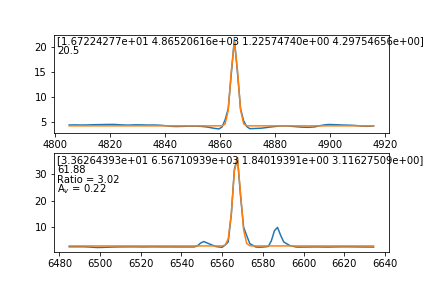 [1.67224277e+01 4.86520616e+03 1.22574740e+00 4.29754656e+00]
20.5
20
15
10
5
4800 4820 4840 4860 4880 4900 4920
[3.36264393e+01 6.56710939e+03 1.84019391e+00 3.11627509e+00]
61.88
Ratio = 3.02
Aᵥ = 0.22
30
20
10
6480 6500 6520 6540 6560 6580 6600 6620 6640